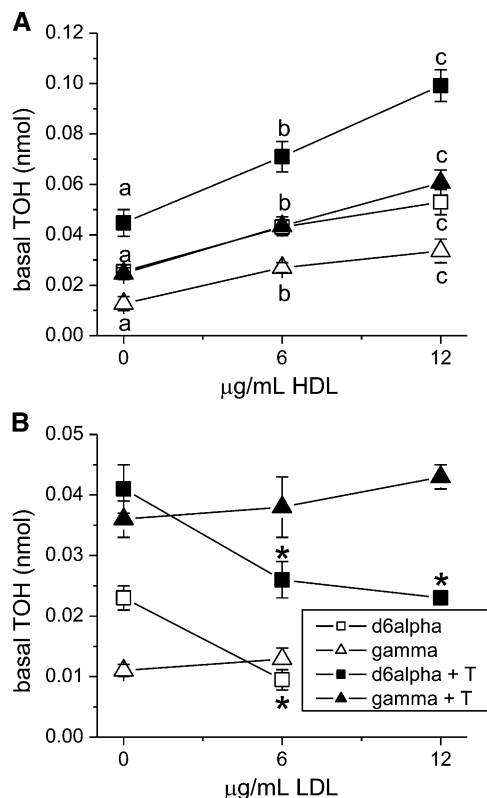 A
0.12
0.10
0.08
0.06
0.04
0.02
0.00
basal TOH (nmol)
a
b
c
a
b
c
c
a
b
c
0
6
12
μg/mL HDL
B
0.05
0.04
0.03
0.02
0.01
0.00
basal TOH (nmol)
*
*
*
d6alpha
gamma
d6alpha + T
gamma + T
0
6
12
μg/mL LDL